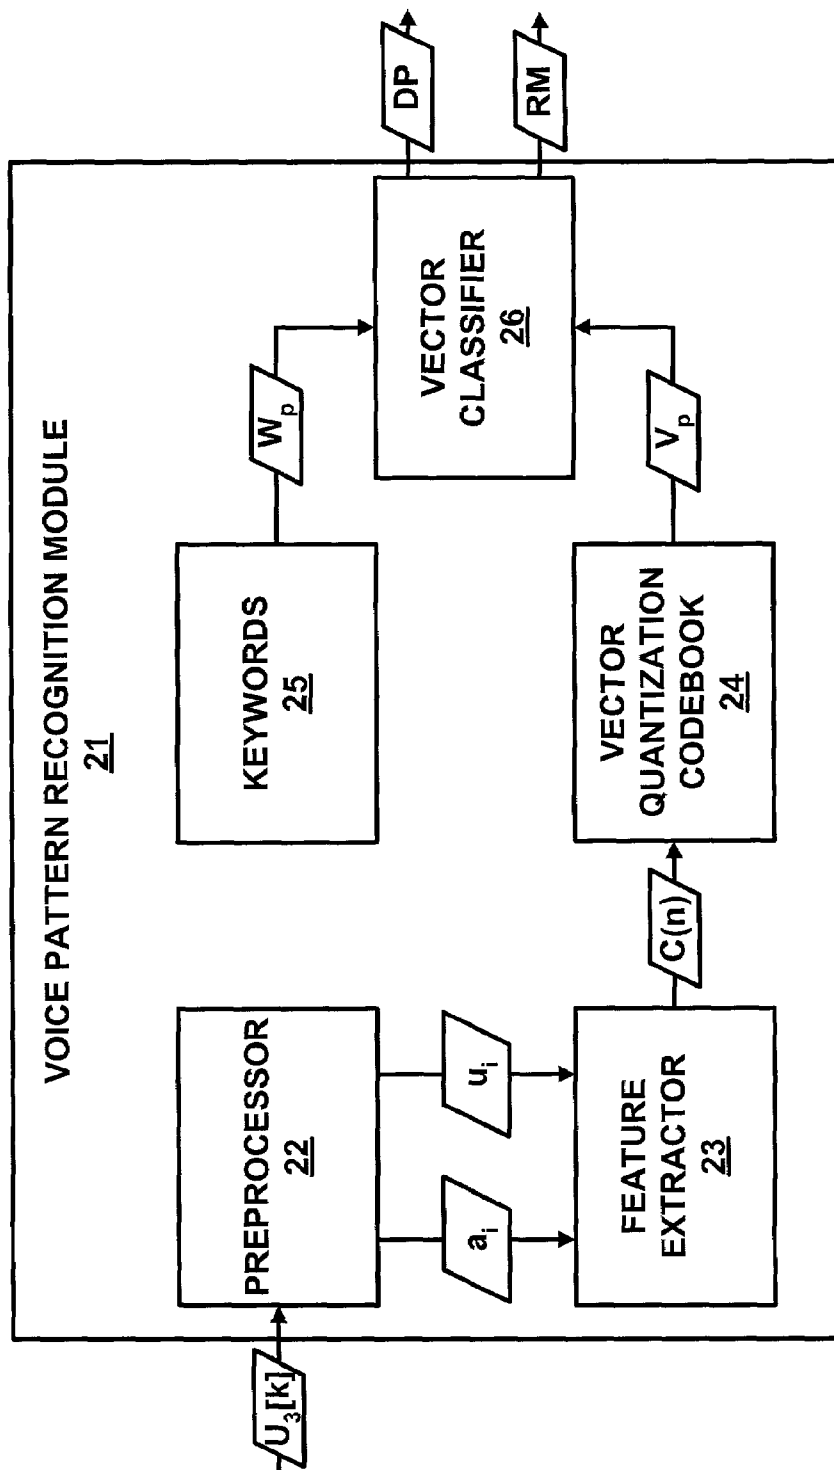 VOICE PATTERN RECOGNITION MODULE
21
U3[k]
PREPROCESSOR
22
ai
ui
FEATURE
EXTRACTOR
23
C(n)
VECTOR
QUANTIZATION
CODEBOOK
24
KEYWORDS
25
Wp
Vp
VECTOR
CLASSIFIER
26
DP
RM